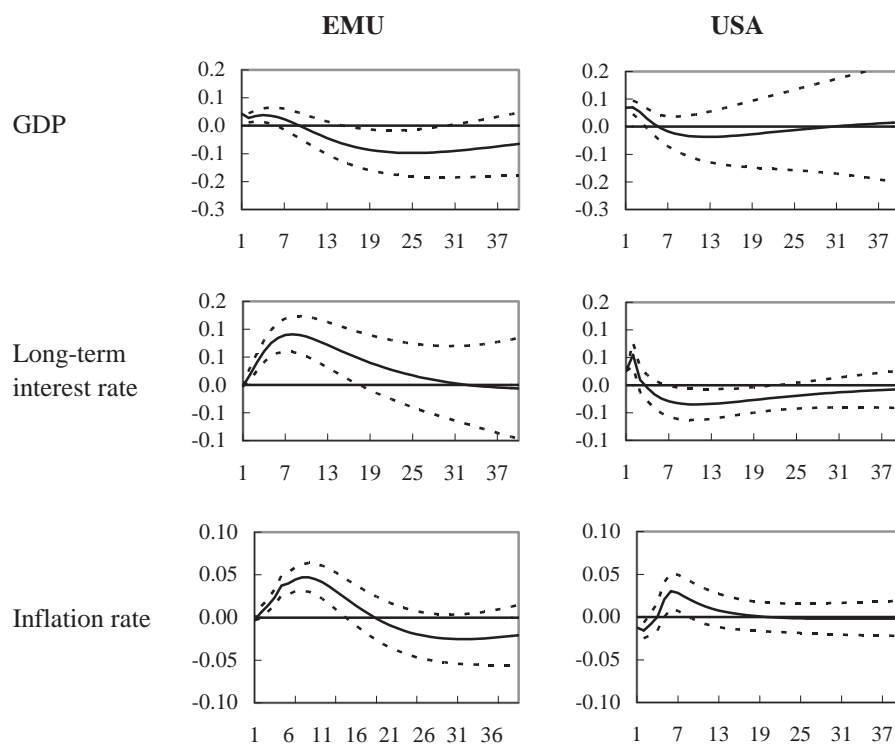 EMU USA
GDP
0.2 0.2
0.1 0.1
0.0 0.0
-0.1 -0.1
-0.2 -0.2
-0.3 -0.3
1 7 13 19 25 31 37 1 7 13 19 25 31 37
Long-term
interest rate
0.2 0.2
0.1 0.1
0.1 0.1
0.0 0.0
-0.1 -0.1
-0.1 -0.1
1 7 13 19 25 31 37 1 7 13 19 25 31 37
Inflation rate
0.10 0.10
0.05 0.05
0.00 0.00
-0.05 -0.05
-0.10 -0.10
1 6 11 16 21 26 31 36 1 7 13 19 25 31 37